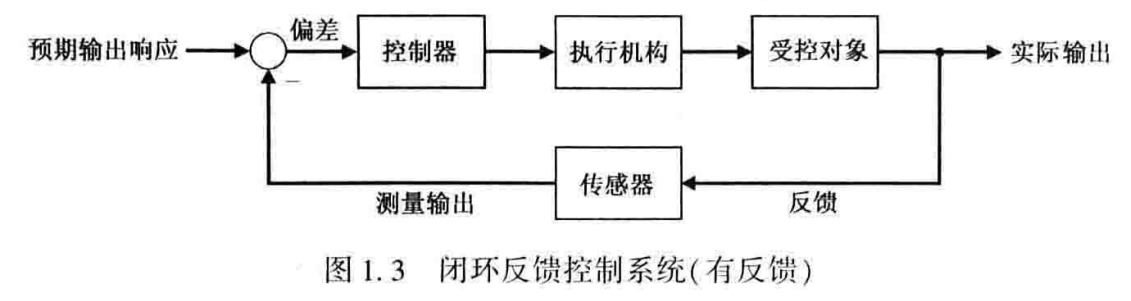 偏差
预期输出响应
控制器
执行机构
受控对象
实际输出
−
传感器
测量输出
反馈
图1.3 闭环反馈控制系统(有反馈)